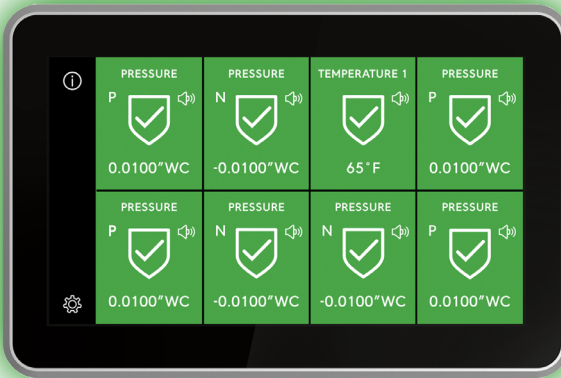 PRESSURE PRESSURE TEMPERATURE 1 PRESSURE
P N P
0.0100"WC -0.0100"WC 65°F 0.0100"WC
PRESSURE PRESSURE PRESSURE PRESSURE
P N N P
0.0100"WC -0.0100"WC -0.0100"WC 0.0100"WC